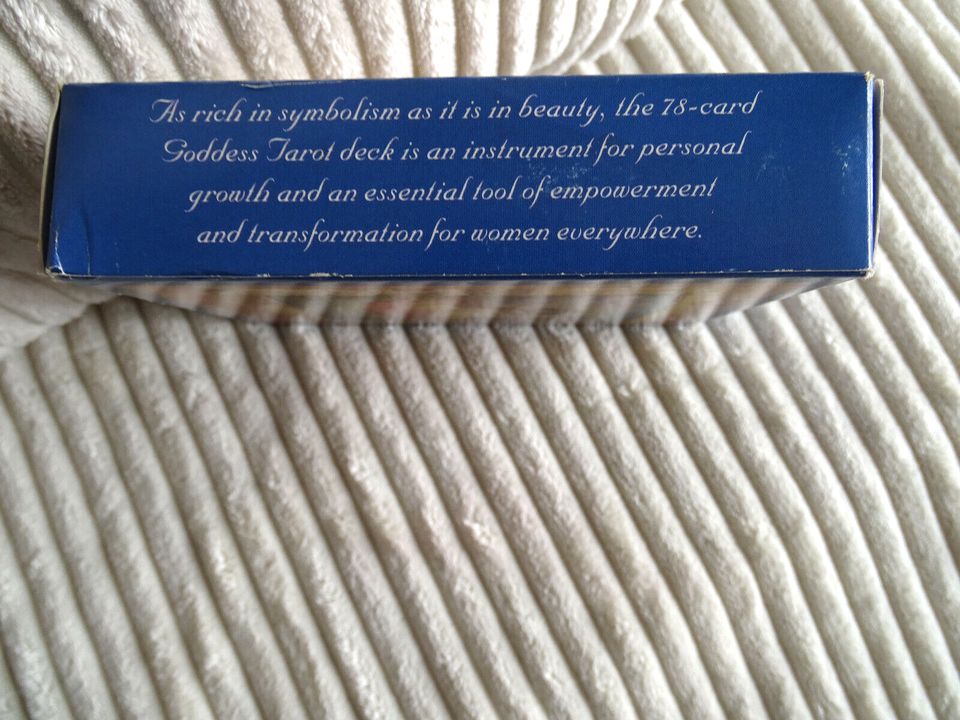 As rich in symbolism as it is in beauty, the 78-card
Goddess Tarot deck is an instrument for personal
growth and an essential tool of empowerment
and transformation for women everywhere.